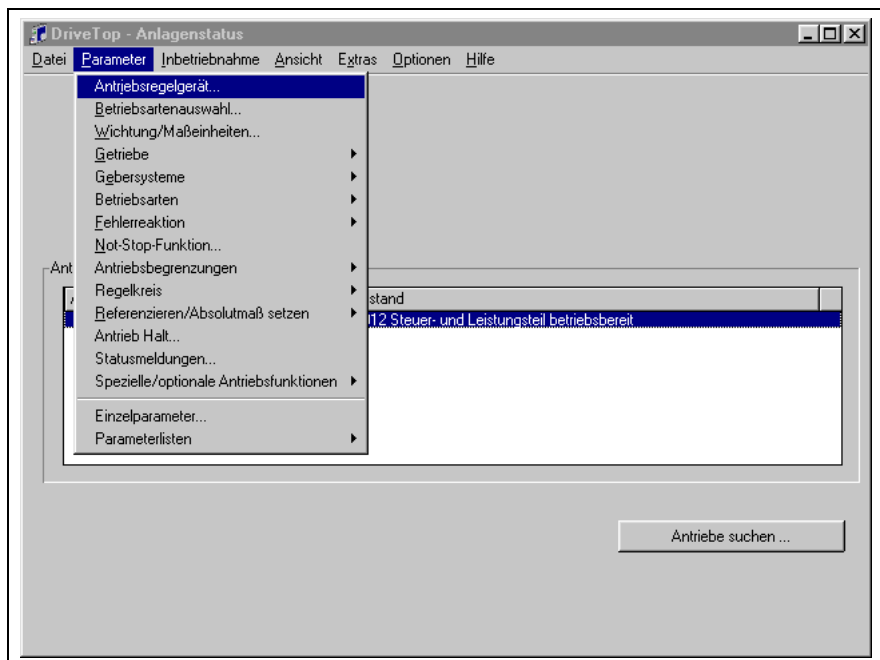 DriveTop - Anlagenstatus
Datei Parameter Inbetriebnahme Ansicht Extras Optionen Hilfe
Antriebsregelgerät...
Betriebsartenauswahl...
Wichtung/Maßeinheiten...
Getriebe
Gebersysteme
Betriebsarten
Fehlerreaktion
Not-Stop-Funktion...
Ant Antriebsbegrenzungen
Regelkreis stand
Referenzieren/Absolutmaß setzen 012 Steuer- und Leistungsteil betriebsbereit
Antrieb Halt...
Statusmeldungen...
Spezielle/optionale Antriebsfunktionen
Einzelparameter...
Parameterlisten
Antriebe suchen ...